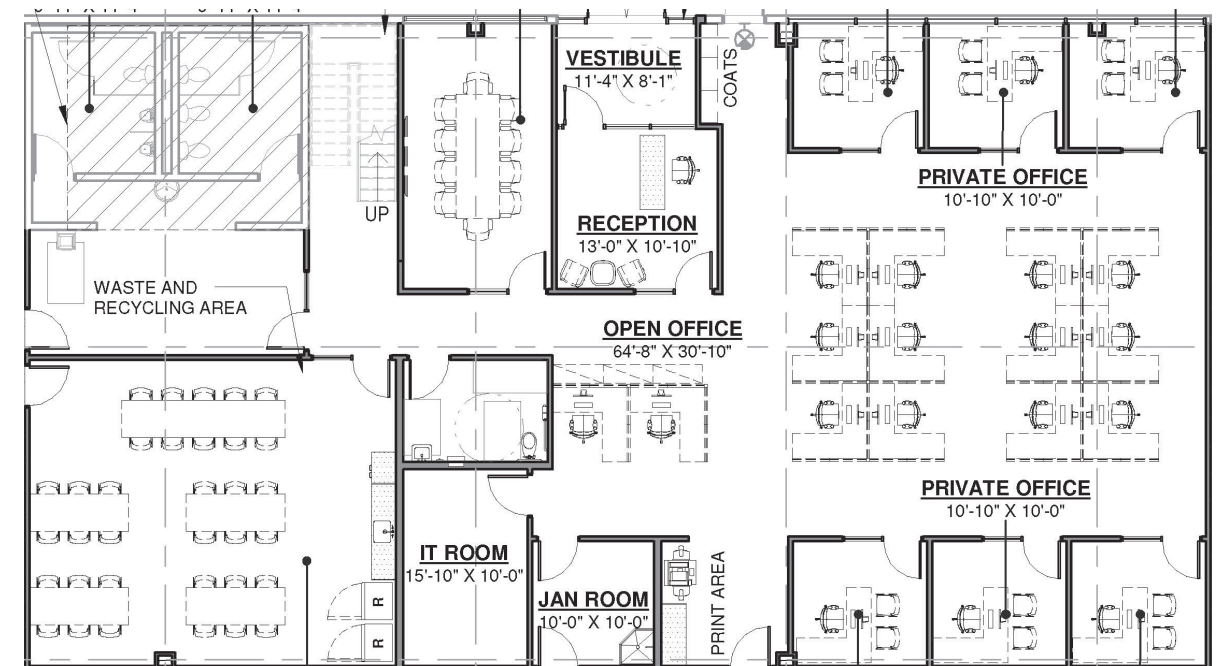 VESTIBULE
11'-4" X 8'-1"
COATS
PRIVATE OFFICE
10'-10" X 10'-0"
UP
RECEPTION
13'-0" X 10'-10"
WASTE AND
RECYCLING AREA
OPEN OFFICE
64'-8" X 30'-10"
PRIVATE OFFICE
10'-10" X 10'-0"
IT ROOM
15'-10" X 10'-0"
JAN ROOM
10'-0" X 10'-0"
PRINT AREA
R
R